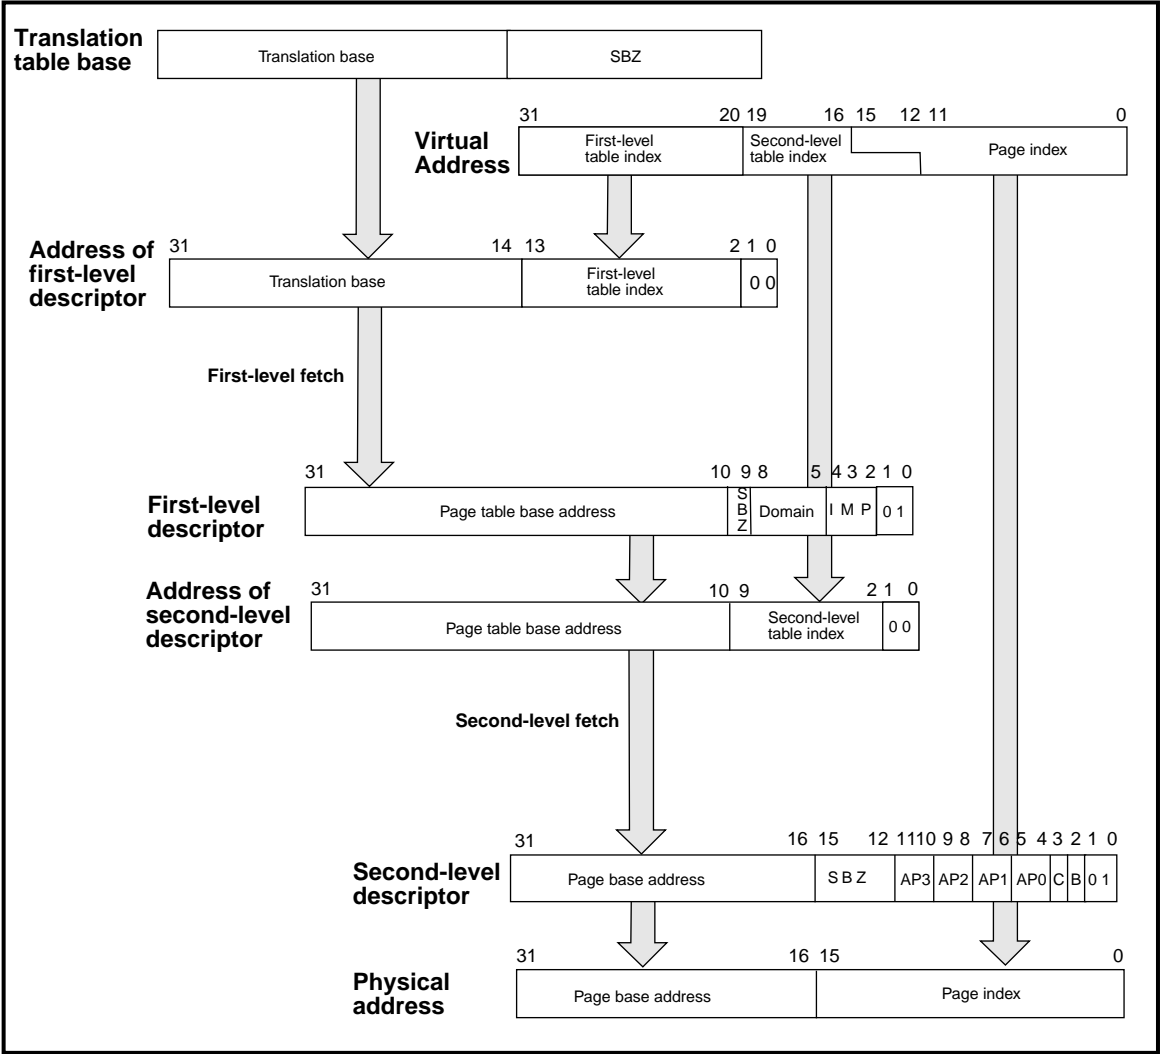 Translation
table base
Translation base
SBZ
31 20 19 16 15 12 11 0
Virtual
Address
First-level
table index
Second-level
table index
Page index
Address of
first-level
descriptor
31 14 13 2 1 0
Translation base
First-level
table index
0 0
First-level fetch
31 10 9 8 5 4 3 2 1 0
First-level
descriptor
Page table base address
S
B
Z
Domain
I M P
0 1
Address of
second-level
descriptor
31 10 9 2 1 0
Page table base address
Second-level
table index
0 0
Second-level fetch
31 16 15 12 11 10 9 8 7 6 5 4 3 2 1 0
Second-level
descriptor
Page base address
S B Z
AP3 AP2 AP1 AP0 C B 0 1
31 16 15 0
Physical
address
Page base address
Page index